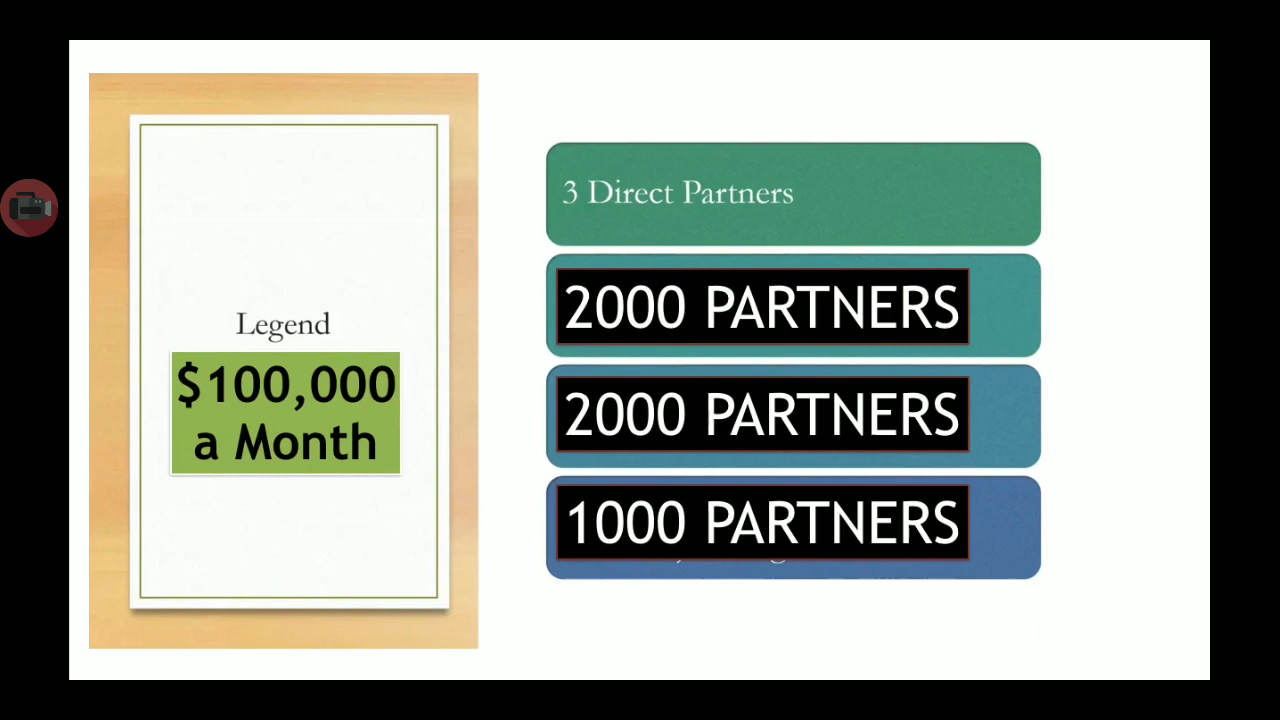 Legend
$100,000
a Month
3 Direct Partners
2000 PARTNERS
2000 PARTNERS
1000 PARTNERS